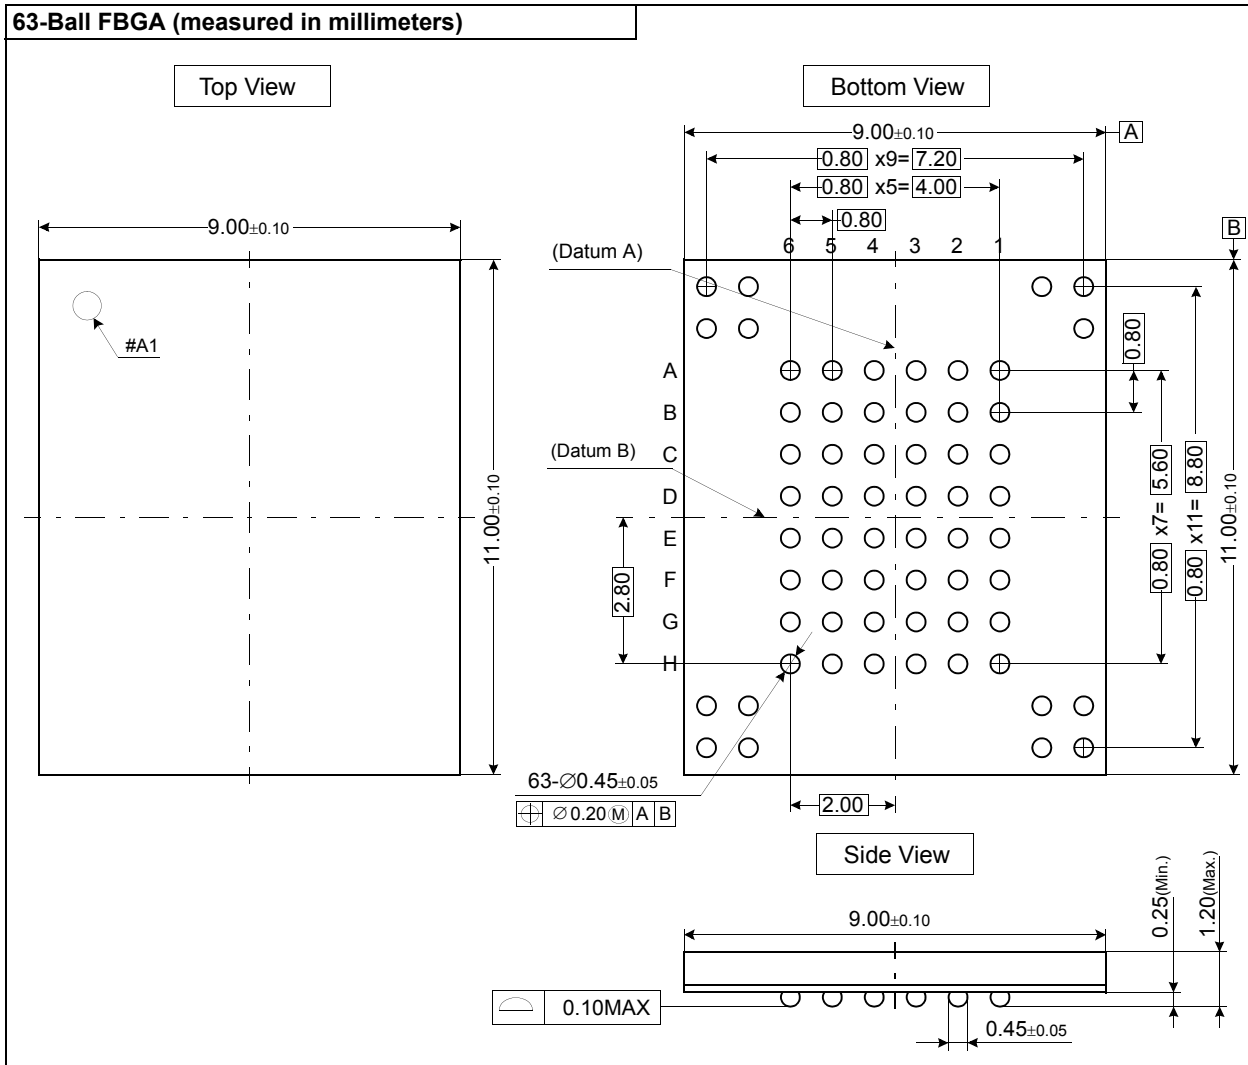 63-Ball FBGA (measured in millimeters)
Top View
Bottom View
9.00±0.10
A
0.80 x9= 7.20
0.80 x5= 4.00
0.80
9.00±0.10
B
6 5 4 3 2 1
(Datum A)
#A1
0.80
A
B
C
(Datum B)
D
E
F
G
H
11.00±0.10
2.80
0.80 x7= 5.60
0.80 x11= 8.80
11.00±0.10
63-Ø0.45±0.05
⌖ Ø0.20 Ⓜ A B
2.00
Side View
9.00±0.10
0.25(Min.)
1.20(Max.)
0.10MAX
0.45±0.05